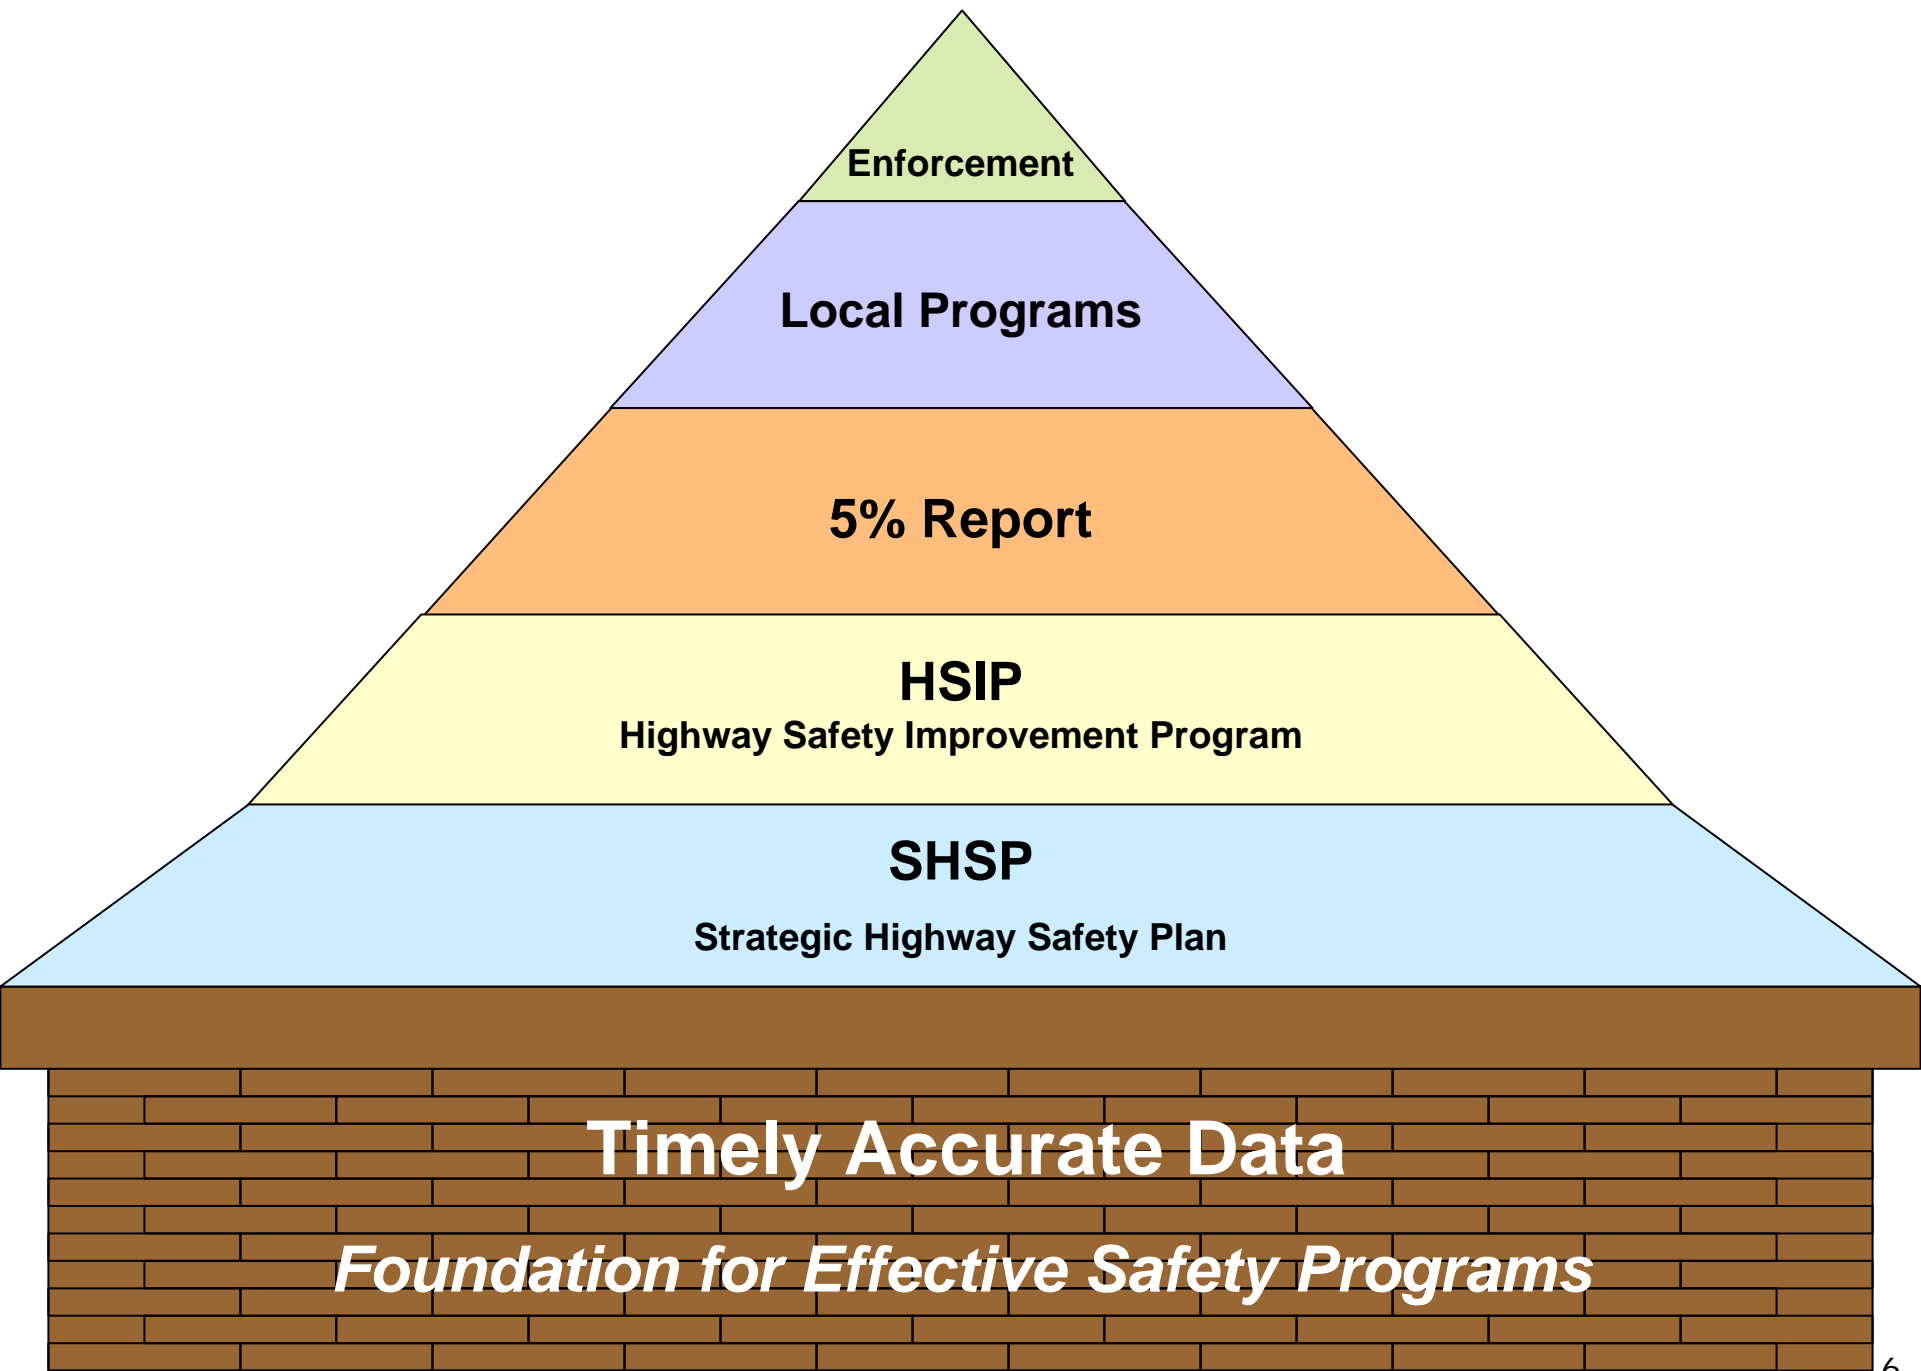 Enforcement
Local Programs
5% Report
HSIP
Highway Safety Improvement Program
SHSP
Strategic Highway Safety Plan
Timely Accurate Data
Foundation for Effective Safety Programs
6